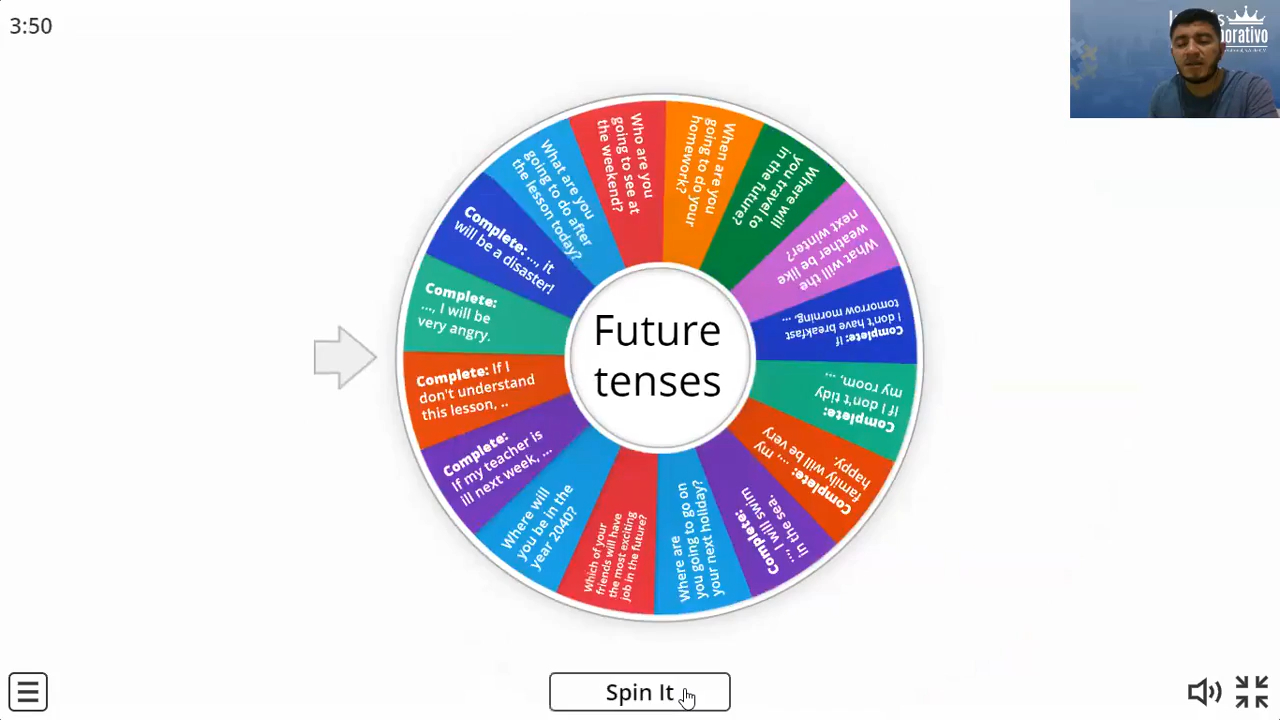 3:50
Who are you
going to see at
the weekend?
When are you
going to do your
homework?
Where will
you travel to
in the future?
What will the
weather be like
next winter?
Complete: If
I don't have breakfast
tomorrow morning, ...
Complete:
If I don't tidy
my room, ...
Complete: ..., my
family will be very
happy.
Complete:
..., I will swim
in the sea.
Where are
you going to go on
your next holiday?
Which of your
friends will have
the most exciting
job in the future?
Where will
you be in the
year 2040?
Complete:
If my teacher is
ill next week, ...
Complete: If I
don't understand
this lesson, ..
Complete:
..., I will be
very angry.
Complete: ..., it
will be a disaster!
What are you
going to do after
the lesson today?
Future
tenses
Spin It